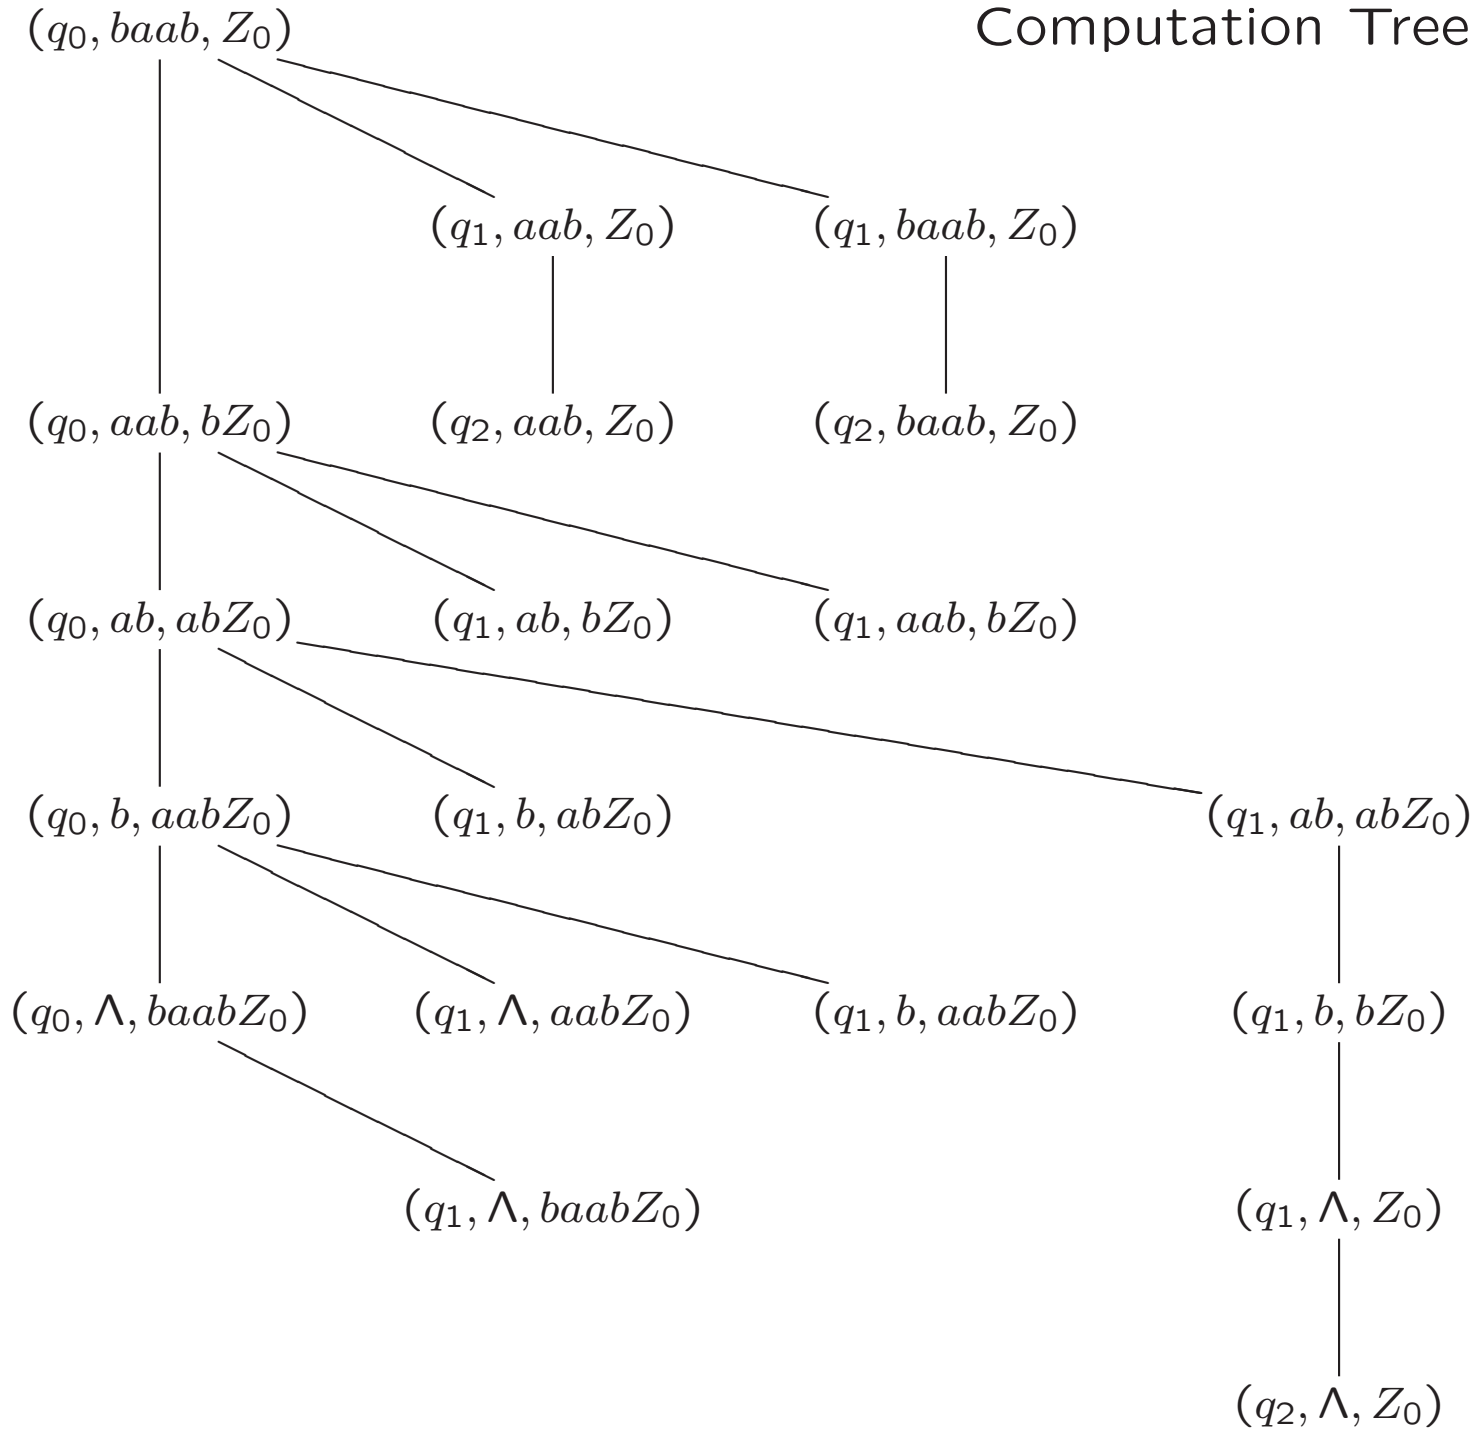 (q₀, baab, Z₀) Computation Tree
(q₁, aab, Z₀) (q₁, baab, Z₀)
(q₀, aab, bZ₀) (q₂, aab, Z₀) (q₂, baab, Z₀)
(q₀, ab, abZ₀) (q₁, ab, bZ₀) (q₁, aab, bZ₀)
(q₀, b, aabZ₀) (q₁, b, abZ₀) (q₁, ab, abZ₀)
(q₀, Λ, baabZ₀) (q₁, Λ, aabZ₀) (q₁, b, aabZ₀) (q₁, b, bZ₀)
(q₁, Λ, baabZ₀) (q₁, Λ, Z₀)
(q₂, Λ, Z₀)